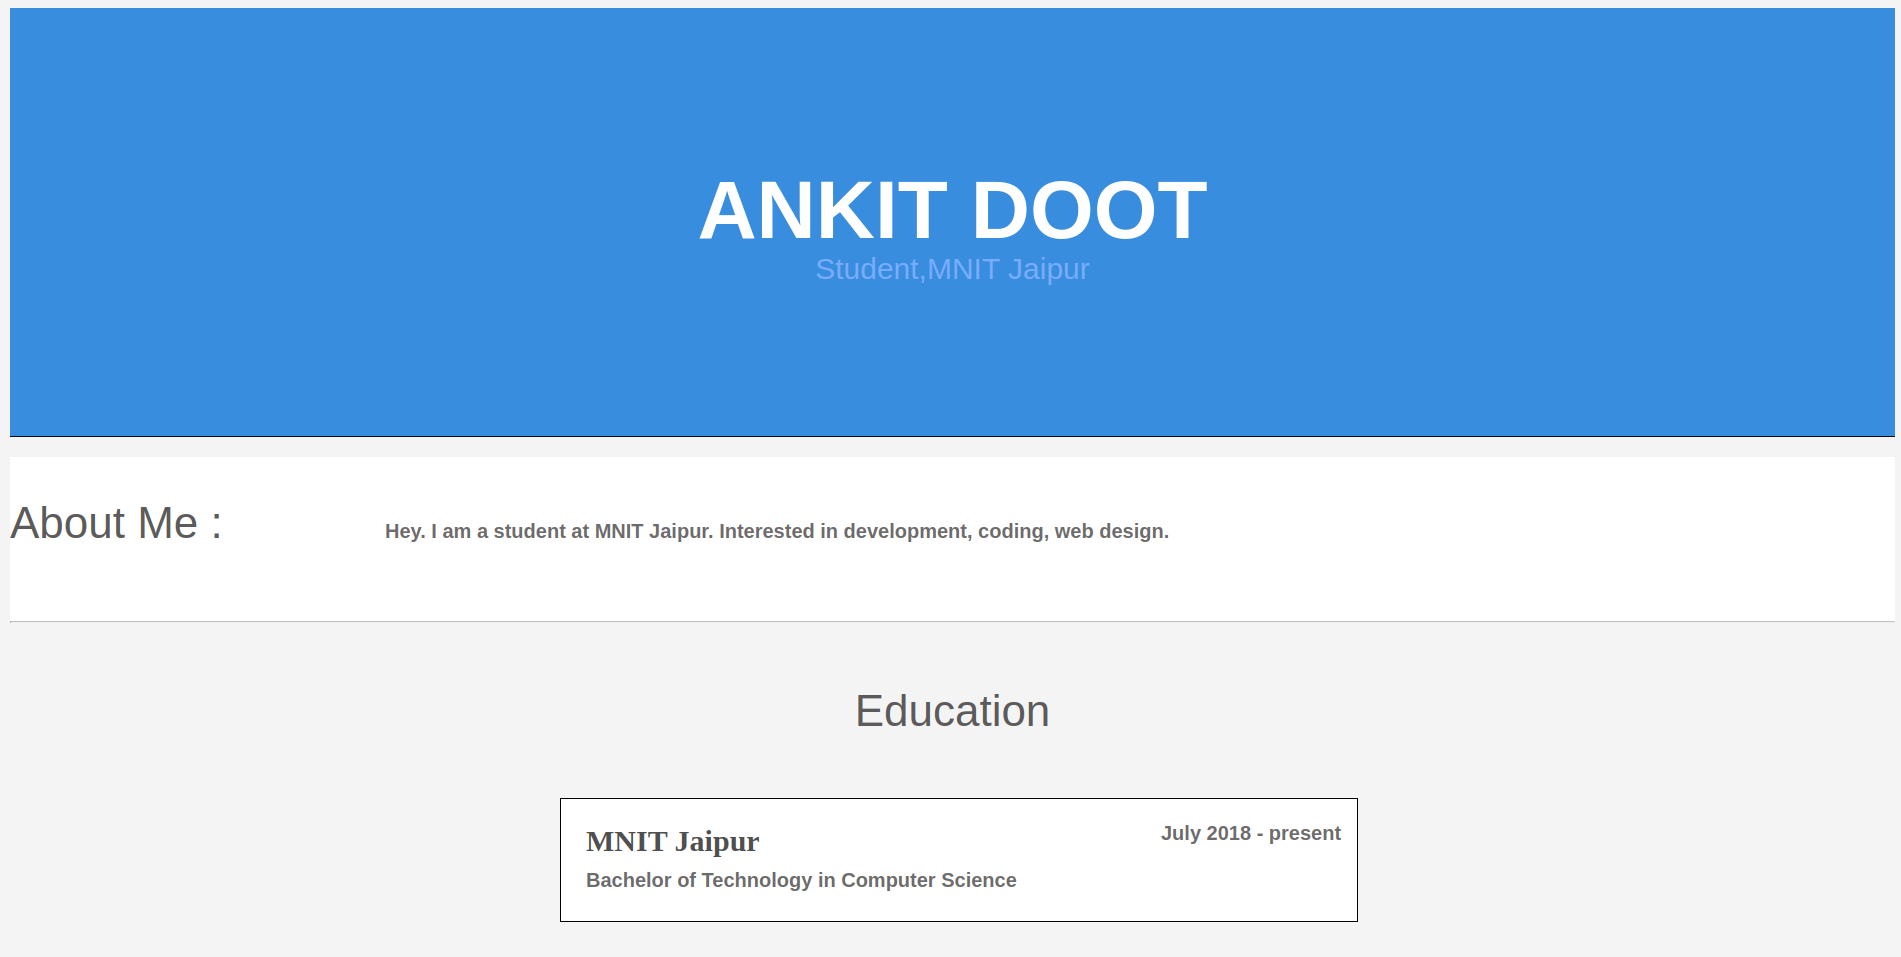 ANKIT DOOT
Student,MNIT Jaipur
About Me :
Hey. I am a student at MNIT Jaipur. Interested in development, coding, web design.
Education
MNIT Jaipur
July 2018 - present
Bachelor of Technology in Computer Science